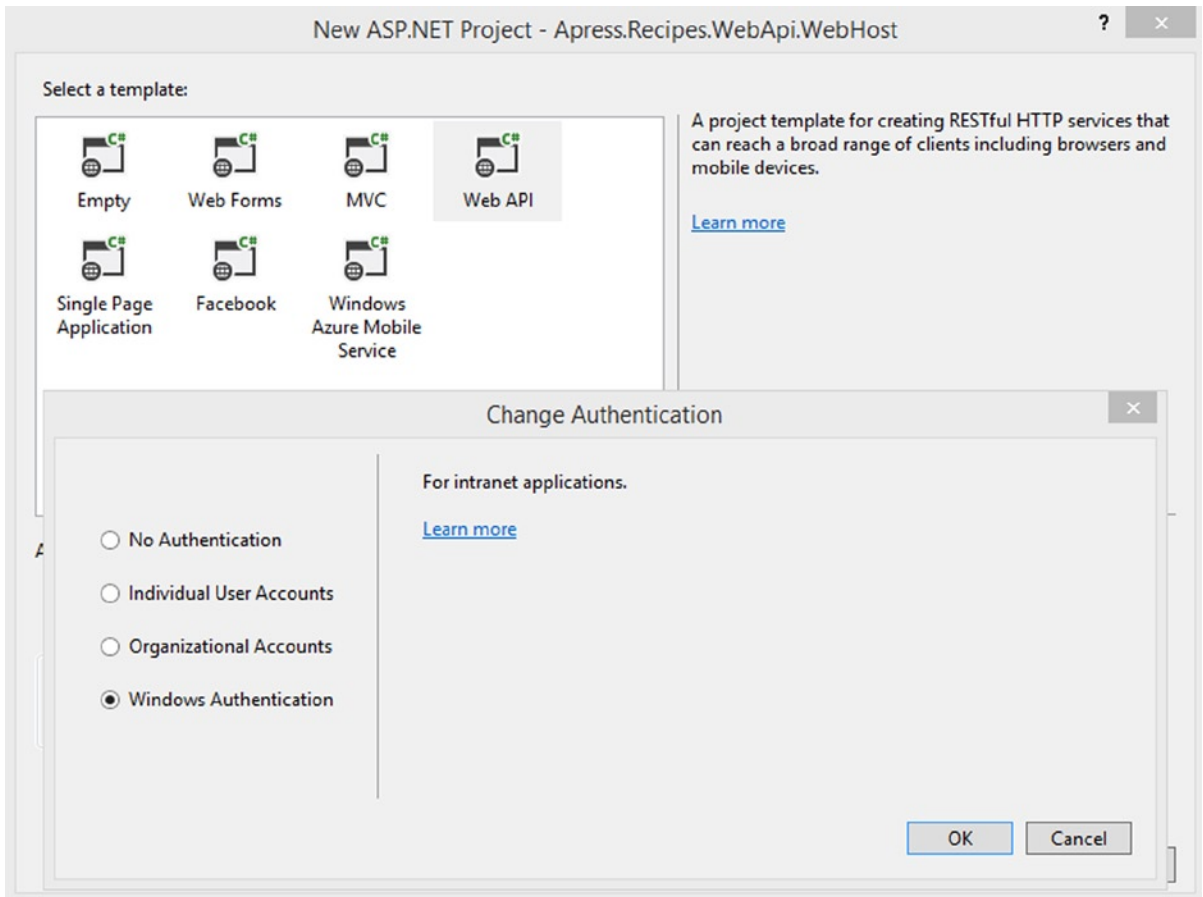 New ASP.NET Project - Apress.Recipes.WebApi.WebHost
?
Select a template:
C# C# C# C#
Empty Web Forms MVC Web API
C# C# C#
Single Page Facebook Windows
Application Azure Mobile
Service
A project template for creating RESTful HTTP services that
can reach a broad range of clients including browsers and
mobile devices.
Learn more
Change Authentication
No Authentication
Individual User Accounts
Organizational Accounts
Windows Authentication
For intranet applications.
Learn more
OK Cancel